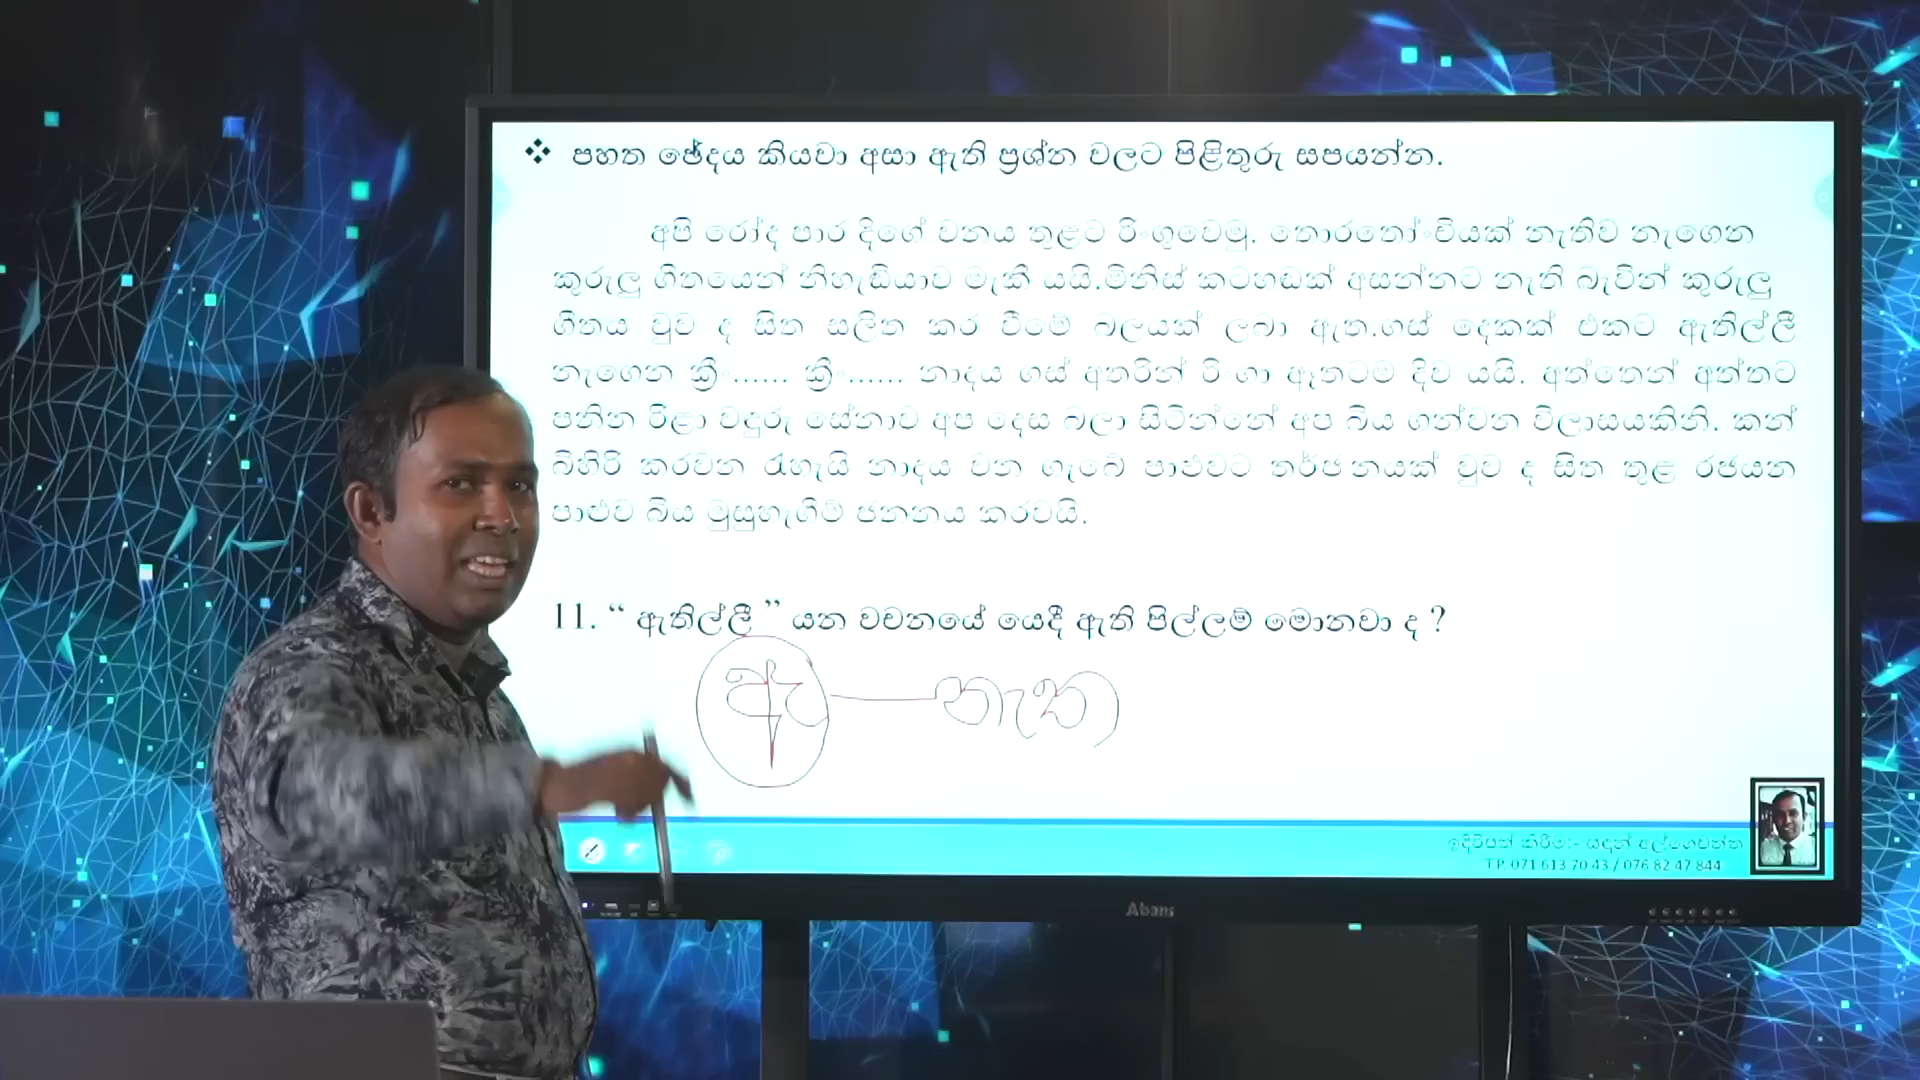 ❖ පහත ඡේදය කියවා අසා ඇති ප්‍රශ්න වලට පිළිතුරු සපයන්න.
අපි රෝද පාර දිගේ වනය තුළට රිංගුවෙමු. තොරතෝංචියක් නැතිව නැගෙන
කුරුලු ගීතයෙන් නිහැඬියාව මැකී යයි.මිනිස් කටහඬක් අසන්නට නැති බැවින් කුරුලු
ගීතය වුව ද සිත සලිත කර වීමේ බලයක් ලබා ඇත.ගස් දෙකක් එකට ඇතිල්ලී
නැගෙන ක්‍රිං...... ක්‍රිං...... නාදය ගස් අතරින් රිංගා ඈතටම දිව යයි. අත්තෙන් අත්තට
පනින රිළා වඳුරු සේනාව අප දෙස බලා සිටින්නේ අප බිය ගන්වන විලාසයකිනි. කන්
බිහිරි කරවන රැහැයි නාදය වන ගැබේ පාළුවට තර්ජනයක් වුව ද සිත තුළ රජයන
පාළුව බිය මුසුහැගීම් ජනනය කරවයි.
11. “ ඇතිල්ලී ” යන වචනයේ යෙදී ඇති පිල්ලම් මොනවා ද ?
ඇ — නැත
ඉදිරිපත් කිරීම:-
TP. 071 613 70 43 / 076 82 47 844
Abans